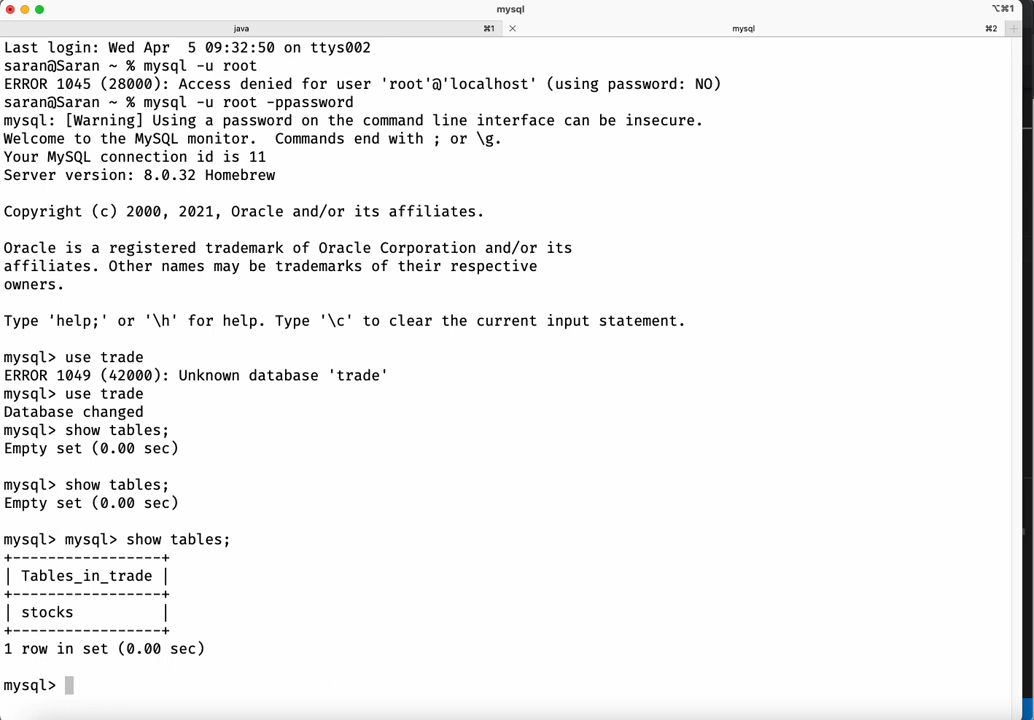 mysql
⌥⌘1
java
⌘1
mysql
⌘2
Last login: Wed Apr  5 09:32:50 on ttys002
saran@Saran ~ % mysql -u root
ERROR 1045 (28000): Access denied for user 'root'@'localhost' (using password: NO)
saran@Saran ~ % mysql -u root -ppassword
mysql: [Warning] Using a password on the command line interface can be insecure.
Welcome to the MySQL monitor.  Commands end with ; or \g.
Your MySQL connection id is 11
Server version: 8.0.32 Homebrew
Copyright (c) 2000, 2021, Oracle and/or its affiliates.
Oracle is a registered trademark of Oracle Corporation and/or its
affiliates. Other names may be trademarks of their respective
owners.
Type 'help;' or '\h' for help. Type '\c' to clear the current input statement.
mysql> use trade
ERROR 1049 (42000): Unknown database 'trade'
mysql> use trade
Database changed
mysql> show tables;
Empty set (0.00 sec)
mysql> show tables;
Empty set (0.00 sec)
mysql> mysql> show tables;
+-----------------+
| Tables_in_trade |
+-----------------+
| stocks          |
+-----------------+
1 row in set (0.00 sec)
mysql>